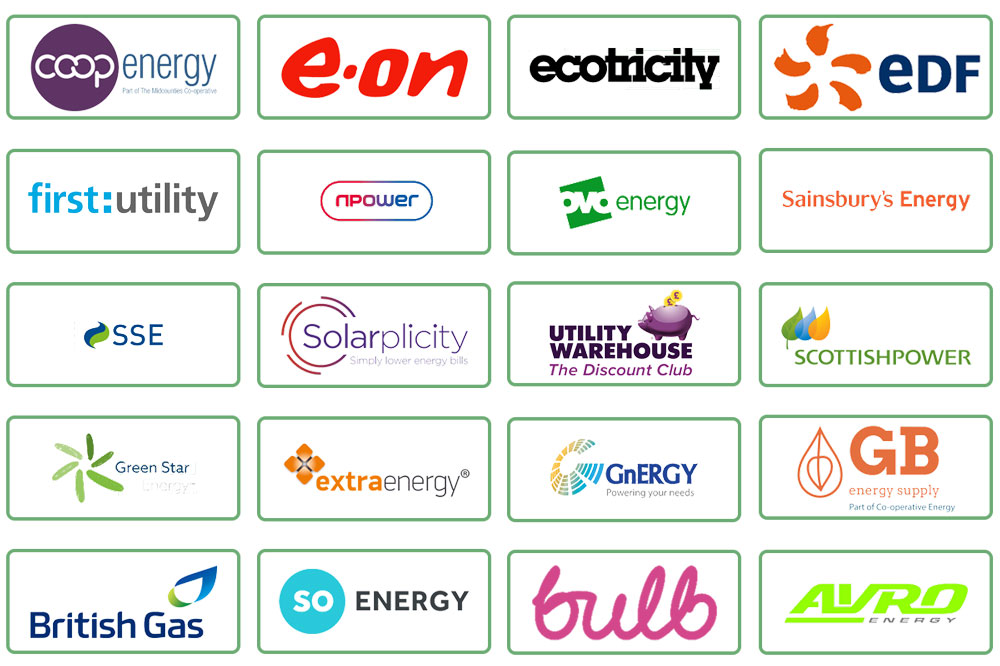 coop energy
Part of The Midcounties Co-operative
e·on
ecotricity
eDF
first:utility
npower
ovo energy
Sainsbury's Energy
SSE
Solarplicity
Simply lower energy bills
££
UTILITY
WAREHOUSE
The Discount Club
SCOTTISHPOWER
Green Star
Energy
extraenergy®
GnERGY
Powering your needs
GB
energy supply
Part of Co-operative Energy
British Gas
SO ENERGY
bulb
AVRO
ENERGY